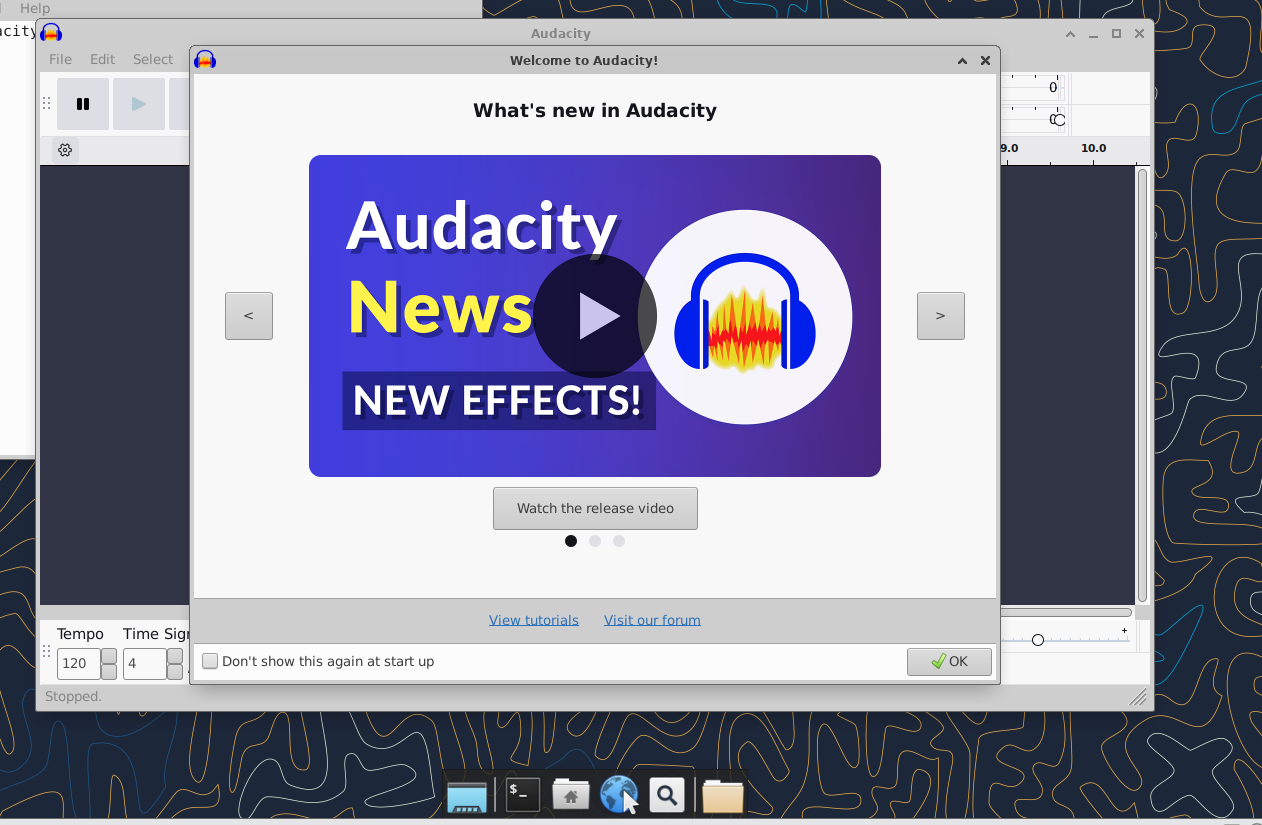 Help
acity
Audacity
File Edit Select
Welcome to Audacity!
What's new in Audacity
Audacity
News
NEW EFFECTS!
<
>
0
0
9.0 10.0
Watch the release video
View tutorials Visit our forum
Tempo Time Sign
120
4
Don't show this again at start up
OK
+
Stopped.
$_